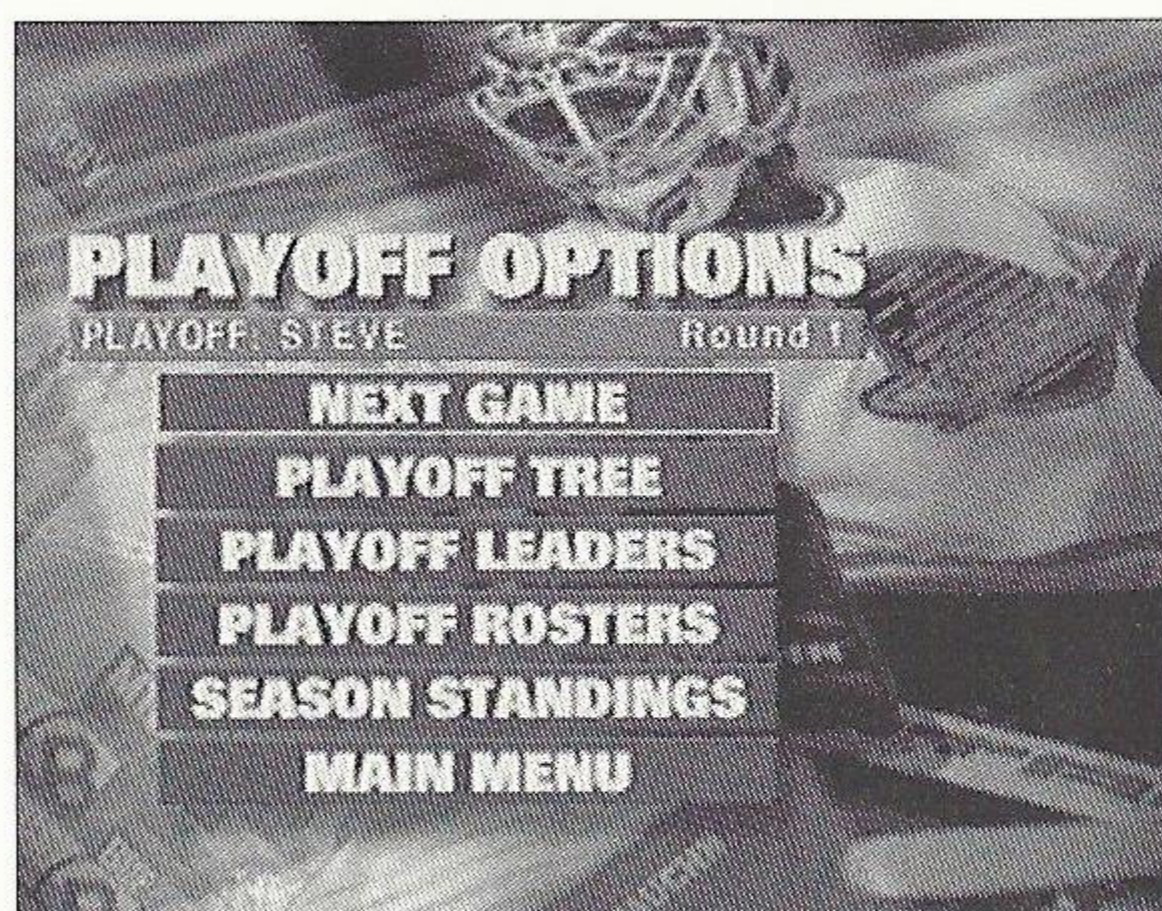 PLAYOFF OPTIONS
PLAYOFF: STEVE Round 1
NEXT GAME
PLAYOFF TREE
PLAYOFF LEADERS
PLAYOFF ROSTERS
SEASON STANDINGS
MAIN MENU